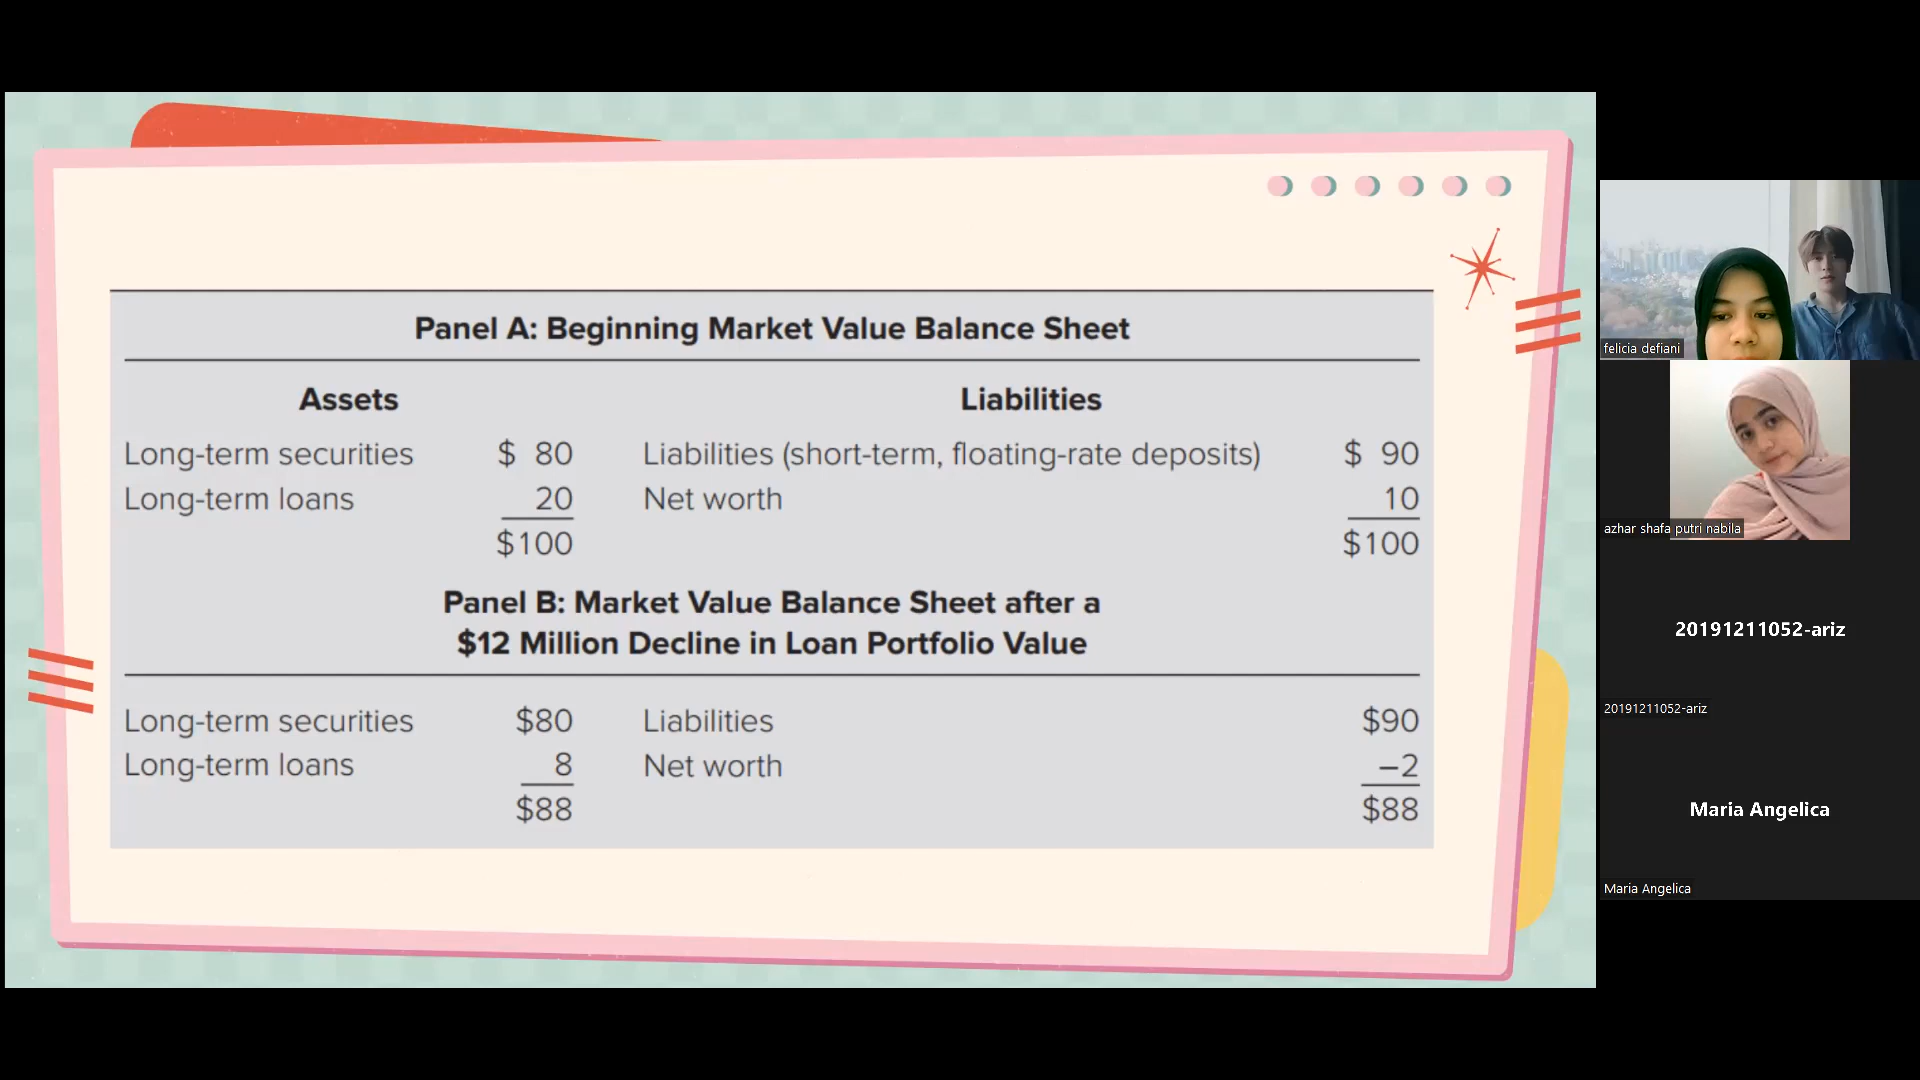 Panel A: Beginning Market Value Balance Sheet
Assets Liabilities
Long-term securities $ 80 Liabilities (short-term, floating-rate deposits) $ 90
Long-term loans 20 Net worth 10
$100 $100
Panel B: Market Value Balance Sheet after a
$12 Million Decline in Loan Portfolio Value
Long-term securities $80 Liabilities $90
Long-term loans 8 Net worth –2
$88 $88
felicia defiani
azhar shafa putri nabila
20191211052-ariz
20191211052-ariz
Maria Angelica
Maria Angelica